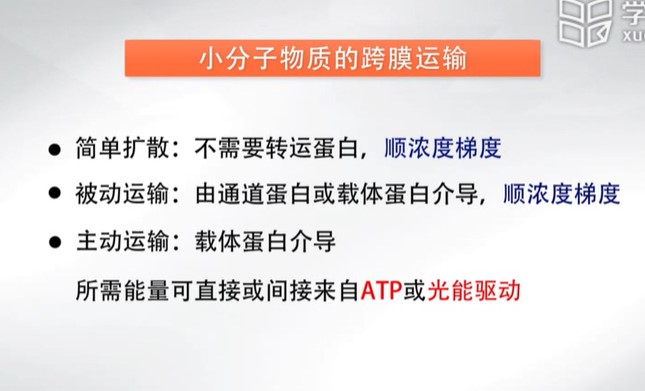 学
xue
小分子物质的跨膜运输
● 简单扩散：不需要转运蛋白，顺浓度梯度
● 被动运输：由通道蛋白或载体蛋白介导，顺浓度梯度
● 主动运输：载体蛋白介导
所需能量可直接或间接来自ATP或光能驱动